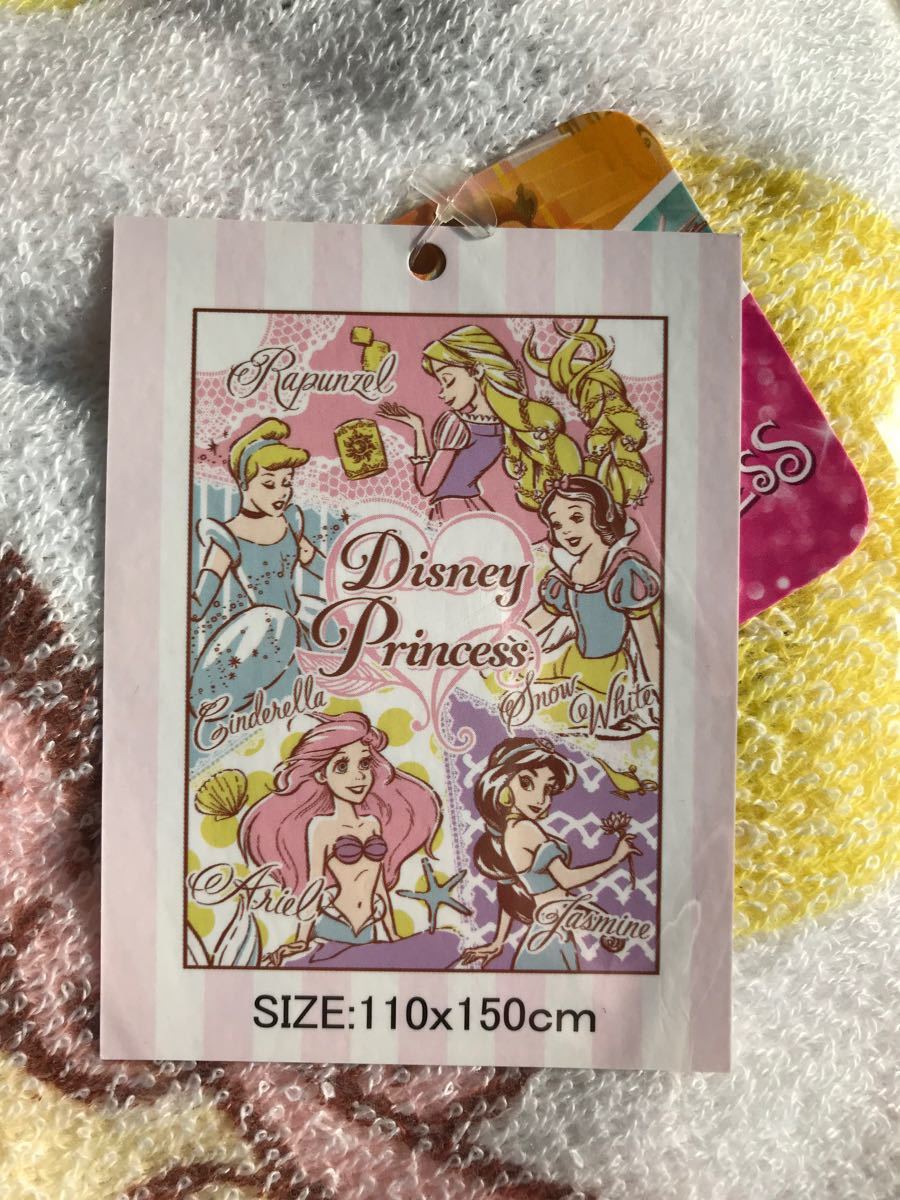 Rapunzel
Disney
Princess
Cinderella
Snow
White
Ariel
Jasmine
SIZE:110x150cm